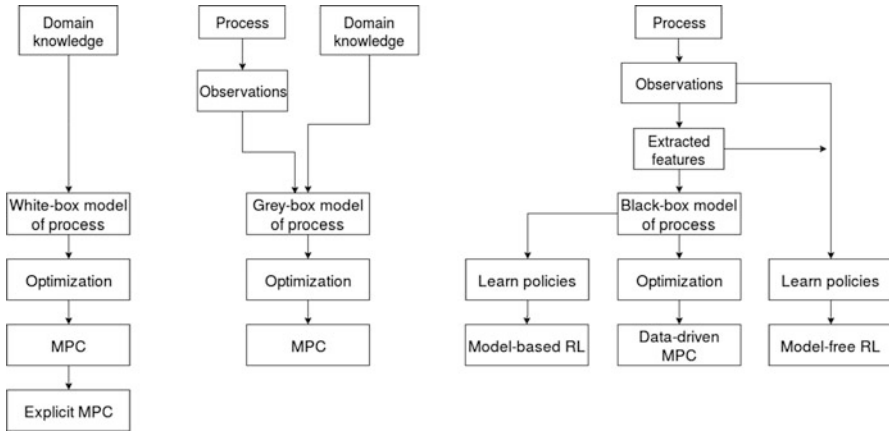 Domain
knowledge
White-box model
of process
Optimization
MPC
Explicit MPC
Process
Domain
knowledge
Observations
Grey-box model
of process
Optimization
MPC
Process
Observations
Extracted
features
Black-box model
of process
Learn policies
Optimization
Learn policies
Model-based RL
Data-driven
MPC
Model-free RL